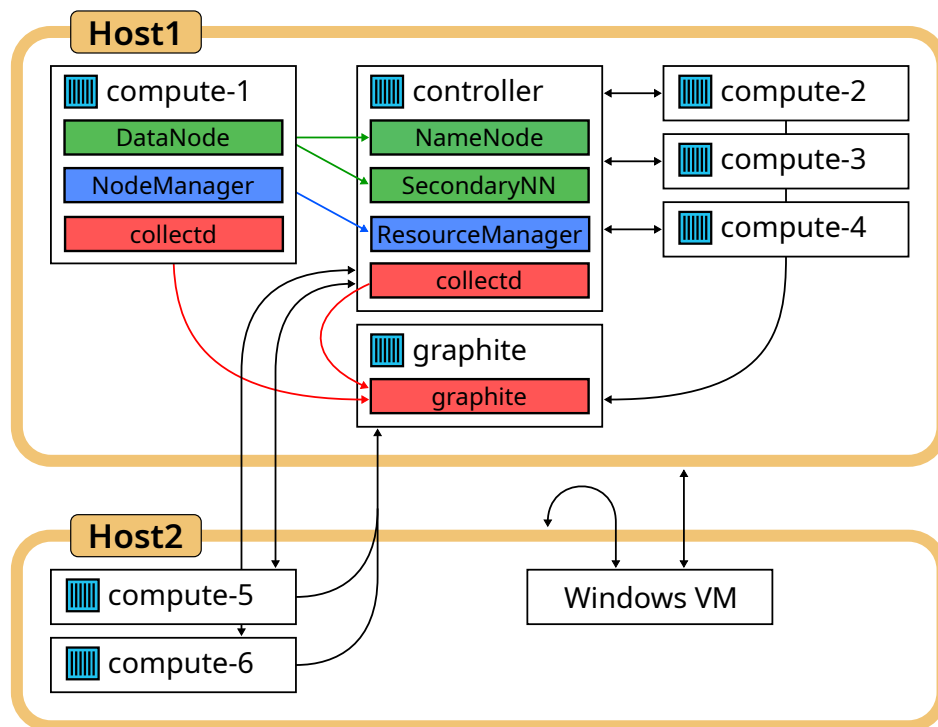 Host1
compute-1
DataNode
NodeManager
collectd
controller
NameNode
SecondaryNN
ResourceManager
collectd
graphite
graphite
compute-2
compute-3
compute-4
Host2
compute-5
compute-6
Windows VM